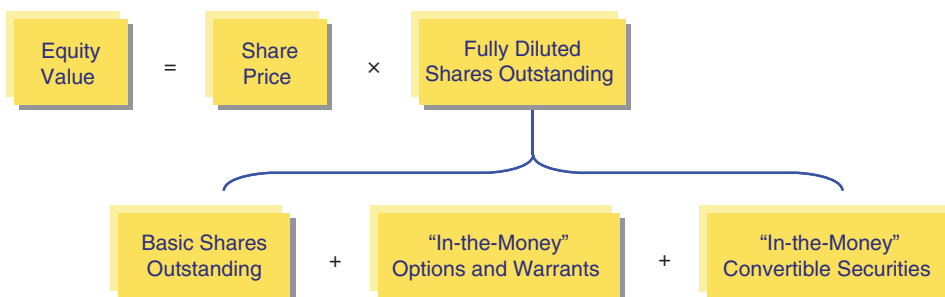 Equity
Value
=
Share
Price
×
Fully Diluted
Shares Outstanding
Basic Shares
Outstanding
+
“In-the-Money”
Options and Warrants
+
“In-the-Money”
Convertible Securities